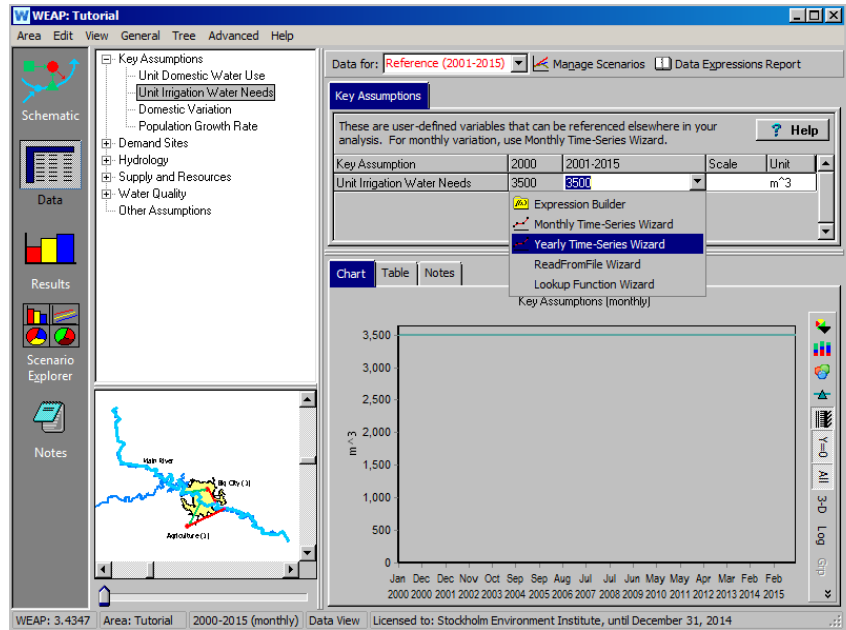 WEAP: Tutorial
Area Edit View General Tree Advanced Help
Schematic
Data
Results
Scenario
Explorer
Notes
Key Assumptions
Unit Domestic Water Use
Unit Irrigation Water Needs
Domestic Variation
Population Growth Rate
Demand Sites
Hydrology
Supply and Resources
Water Quality
Other Assumptions
Main River
Big City (1)
Agriculture (1)
Data for: Reference (2001-2015) Manage Scenarios Data Expressions Report
Key Assumptions
These are user-defined variables that can be referenced elsewhere in your
analysis. For monthly variation, use Monthly Time-Series Wizard.
? Help
Key Assumption 2000 2001-2015 Scale Unit
Unit Irrigation Water Needs 3500 3500 m^3
Expression Builder
Monthly Time-Series Wizard
Yearly Time-Series Wizard
ReadFromFile Wizard
Lookup Function Wizard
Chart Table Notes
Key Assumptions (monthly)
3,500
3,000
2,500
2,000
1,500
1,000
500
0
m^3
Jan Dec Dec Nov Oct Sep Sep Aug Jul Jul Jun May May Apr Mar Feb Feb
2000 2000 2001 2002 2003 2004 2005 2006 2007 2008 2009 2010 2011 2012 2013 2014 2015
Y=0
All
3-D
Log
WEAP: 3.4347 Area: Tutorial 2000-2015 (monthly) Data View Licensed to: Stockholm Environment Institute, until December 31, 2014